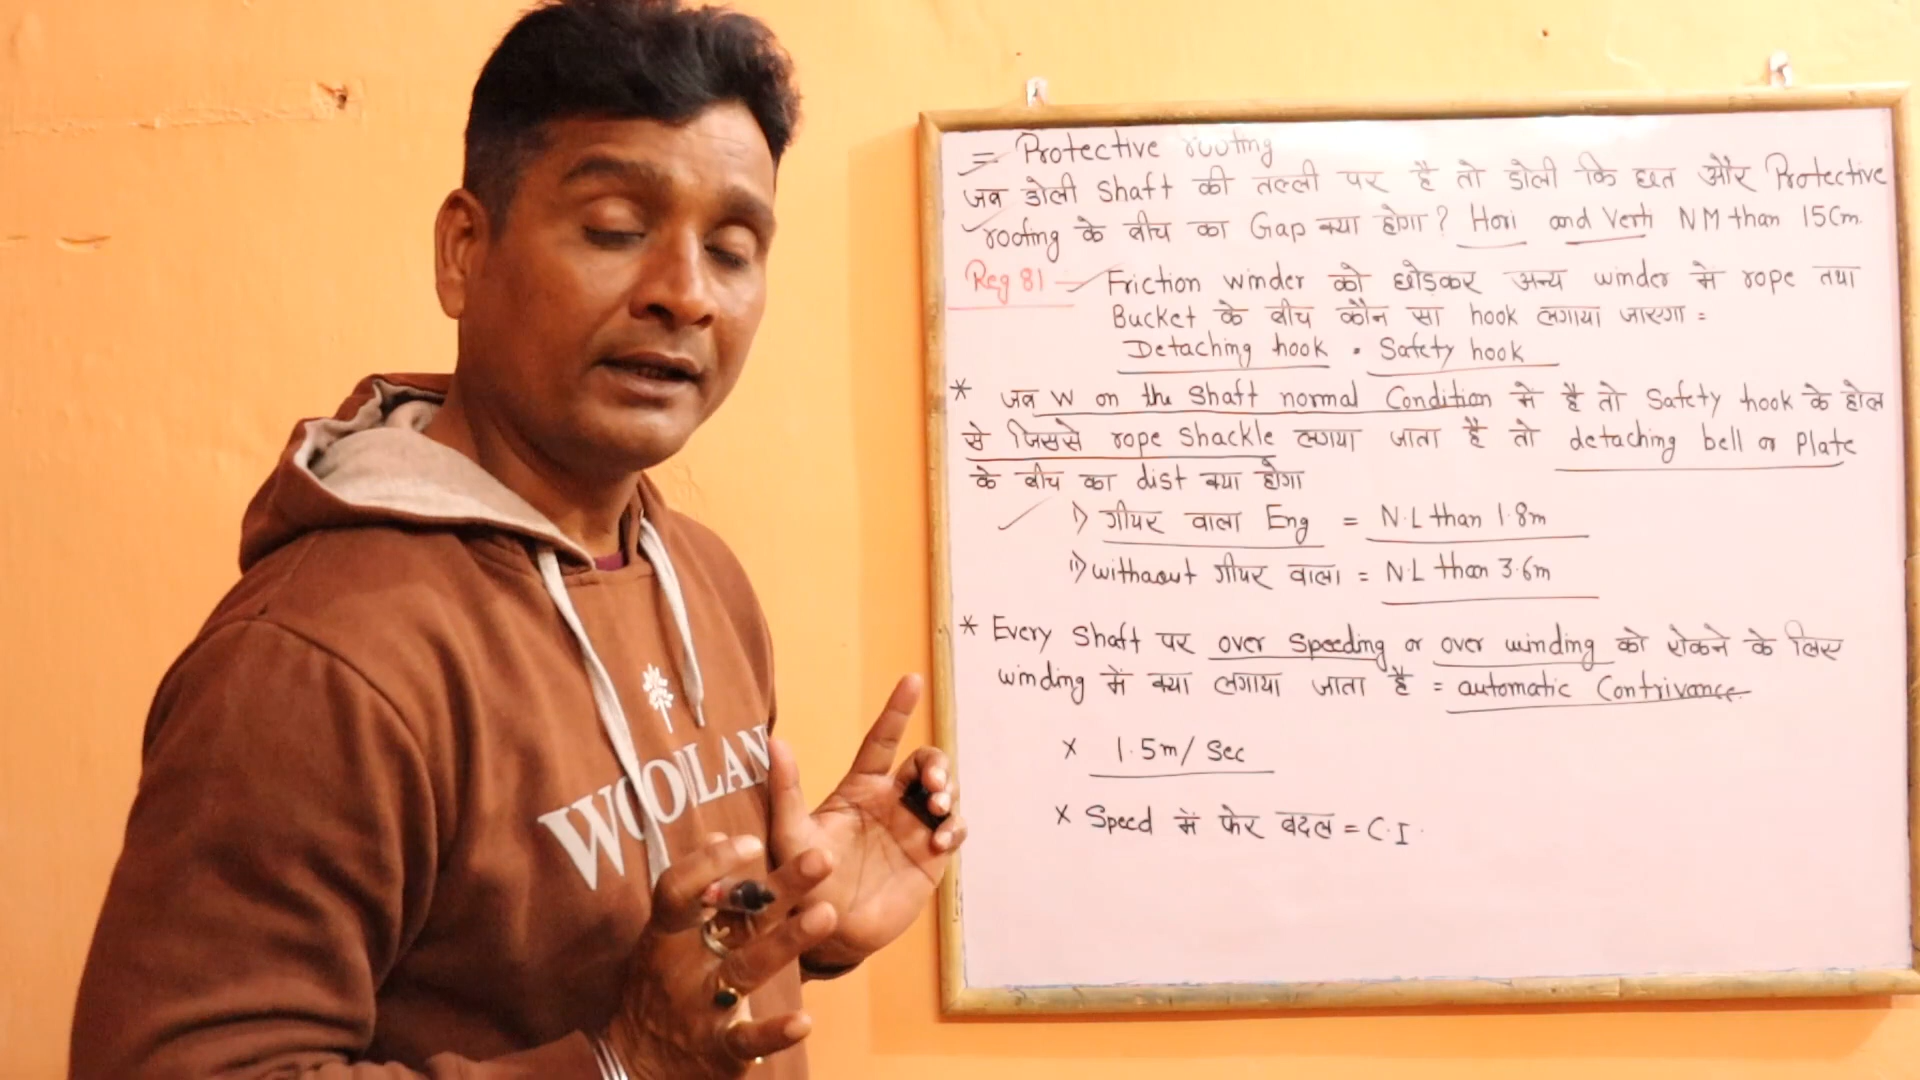 = Protective roofing
जब डोली Shaft की तल्ली पर है तो डोली कि छत और Protective
roofing के बीच का Gap क्या होगा? Hori and Verti NM than 15Cm.
Reg 81 - Friction winder को छोड़कर अन्य winder में rope तथा
Bucket के बीच कौन सा hook लगाया जाएगा =
Detaching hook • Safety hook
* जब W on the Shaft normal Condition में है तो Safety hook के होल
से जिससे rope Shackle लगाया जाता है तो detaching bell or Plate
के बीच का dist क्या होगा
i) गीयर वाला Eng = N.L than 1.8m
ii) withaout गीयर वाला = N.L than 3.6m
* Every Shaft पर over Speeding or over winding को रोकने के लिए
winding में क्या लगाया जाता है = automatic Contrivance
x 1.5m/Sec
x Speed में फेर बदल = C.I.
WOODLAND